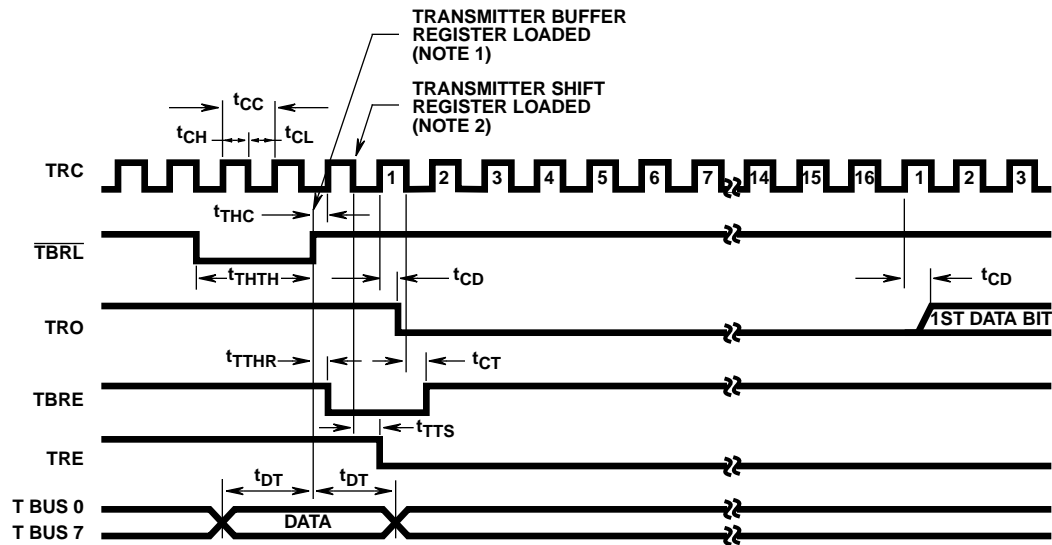 TRANSMITTER BUFFER
REGISTER LOADED
(NOTE 1)
TRANSMITTER SHIFT
REGISTER LOADED
(NOTE 2)
tCC
tCH
tCL
TRC
1
2
3
4
5
6
7
14
15
16
1
2
3
tTHC
TBRL
tTHTH
tCD
tCD
TRO
1ST DATA BIT
tTTHR
tCT
TBRE
tTTS
TRE
tDT
tDT
T BUS 0
T BUS 7
DATA